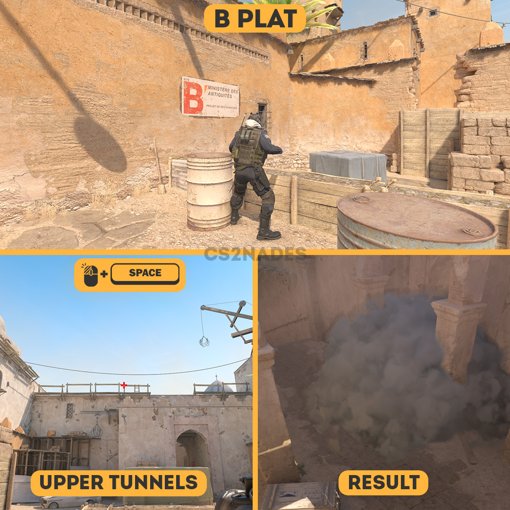 B PLAT
B
MINISTÈRE DES
ANTIQUITÉS
CS2NADES
+ SPACE
UPPER TUNNELS
RESULT